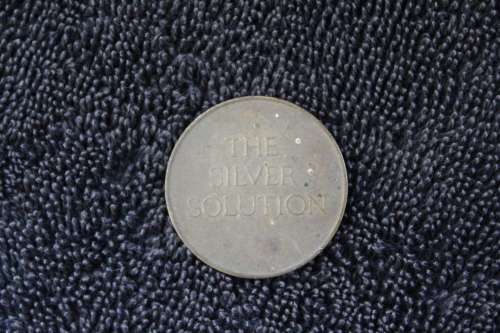 THE
SILVER
SOLUTION